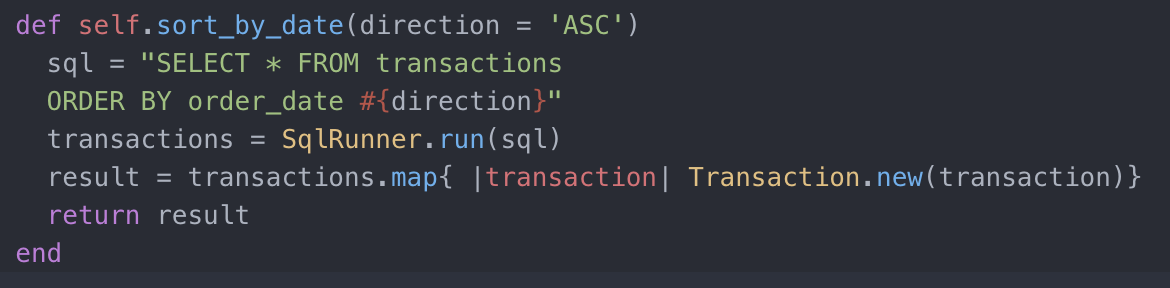 def self.sort_by_date(direction = 'ASC')
  sql = "SELECT * FROM transactions
  ORDER BY order_date #{direction}"
  transactions = SqlRunner.run(sql)
  result = transactions.map{ |transaction| Transaction.new(transaction)}
  return result
end